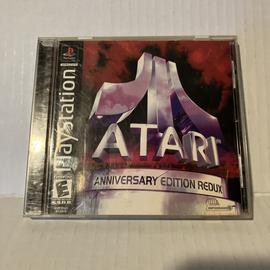 PlayStation
ATARI
ANNIVERSARY EDITION REDUX
E